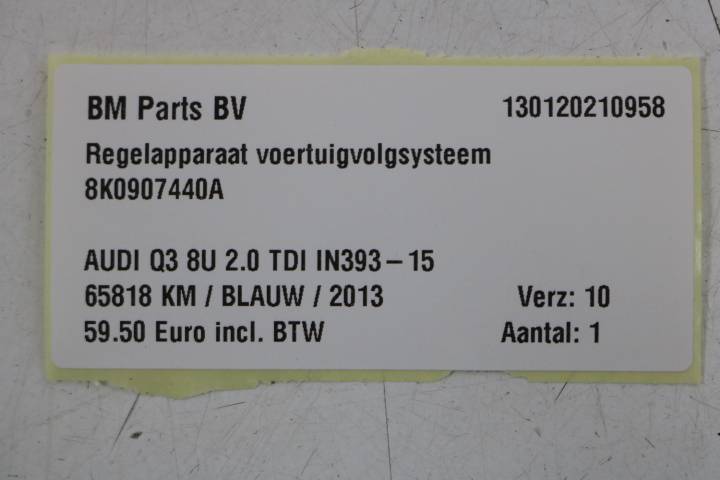 BM Parts BV 130120210958
Regelapparaat voertuigvolgsysteem
8K0907440A
AUDI Q3 8U 2.0 TDI IN393-15
65818 KM / BLAUW / 2013 Verz: 10
59.50 Euro incl. BTW Aantal: 1